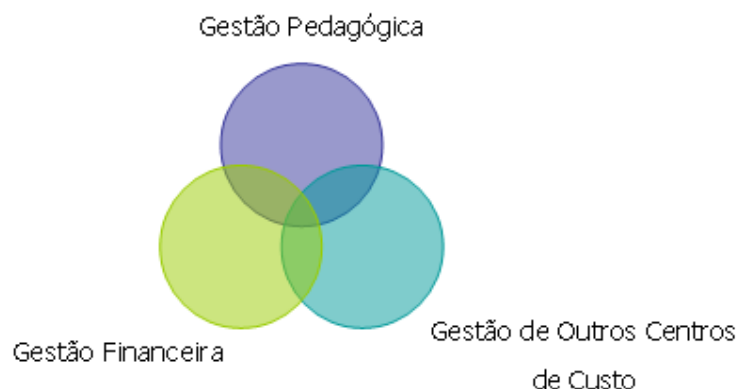 Gestão Pedagógica
Gestão Financeira
Gestão de Outros Centros
de Custo